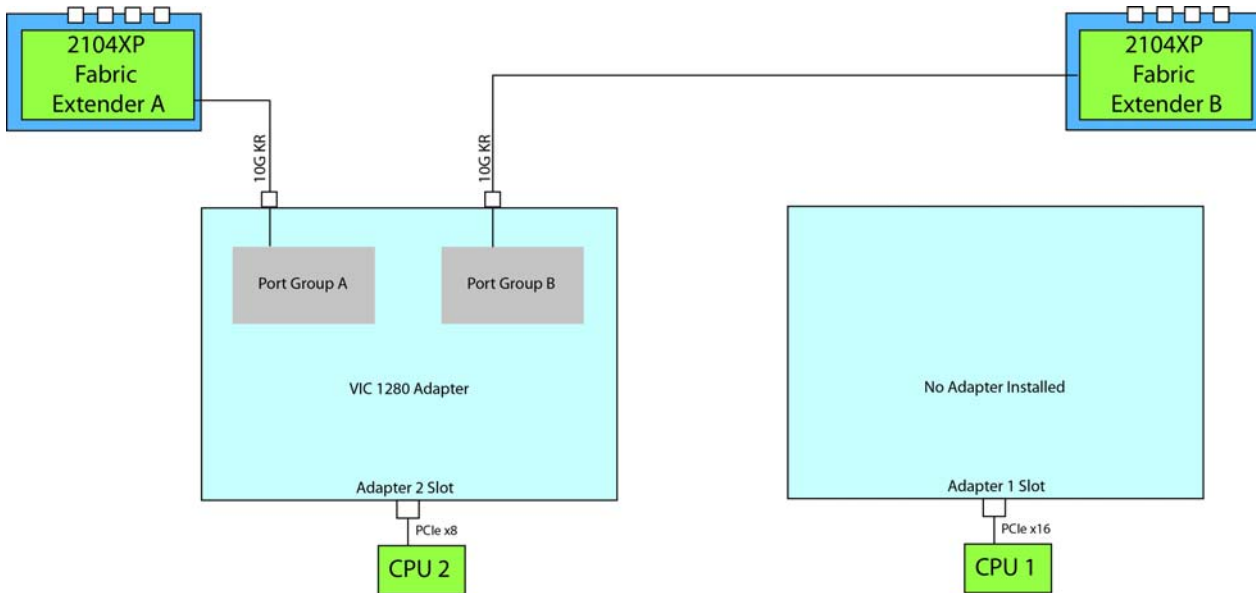 2104XP
Fabric
Extender A
2104XP
Fabric
Extender B
10G KR
10G KR
Port Group A
Port Group B
VIC 1280 Adapter
No Adapter Installed
Adapter 2 Slot
Adapter 1 Slot
PCIe x8
PCIe x16
CPU 2
CPU 1